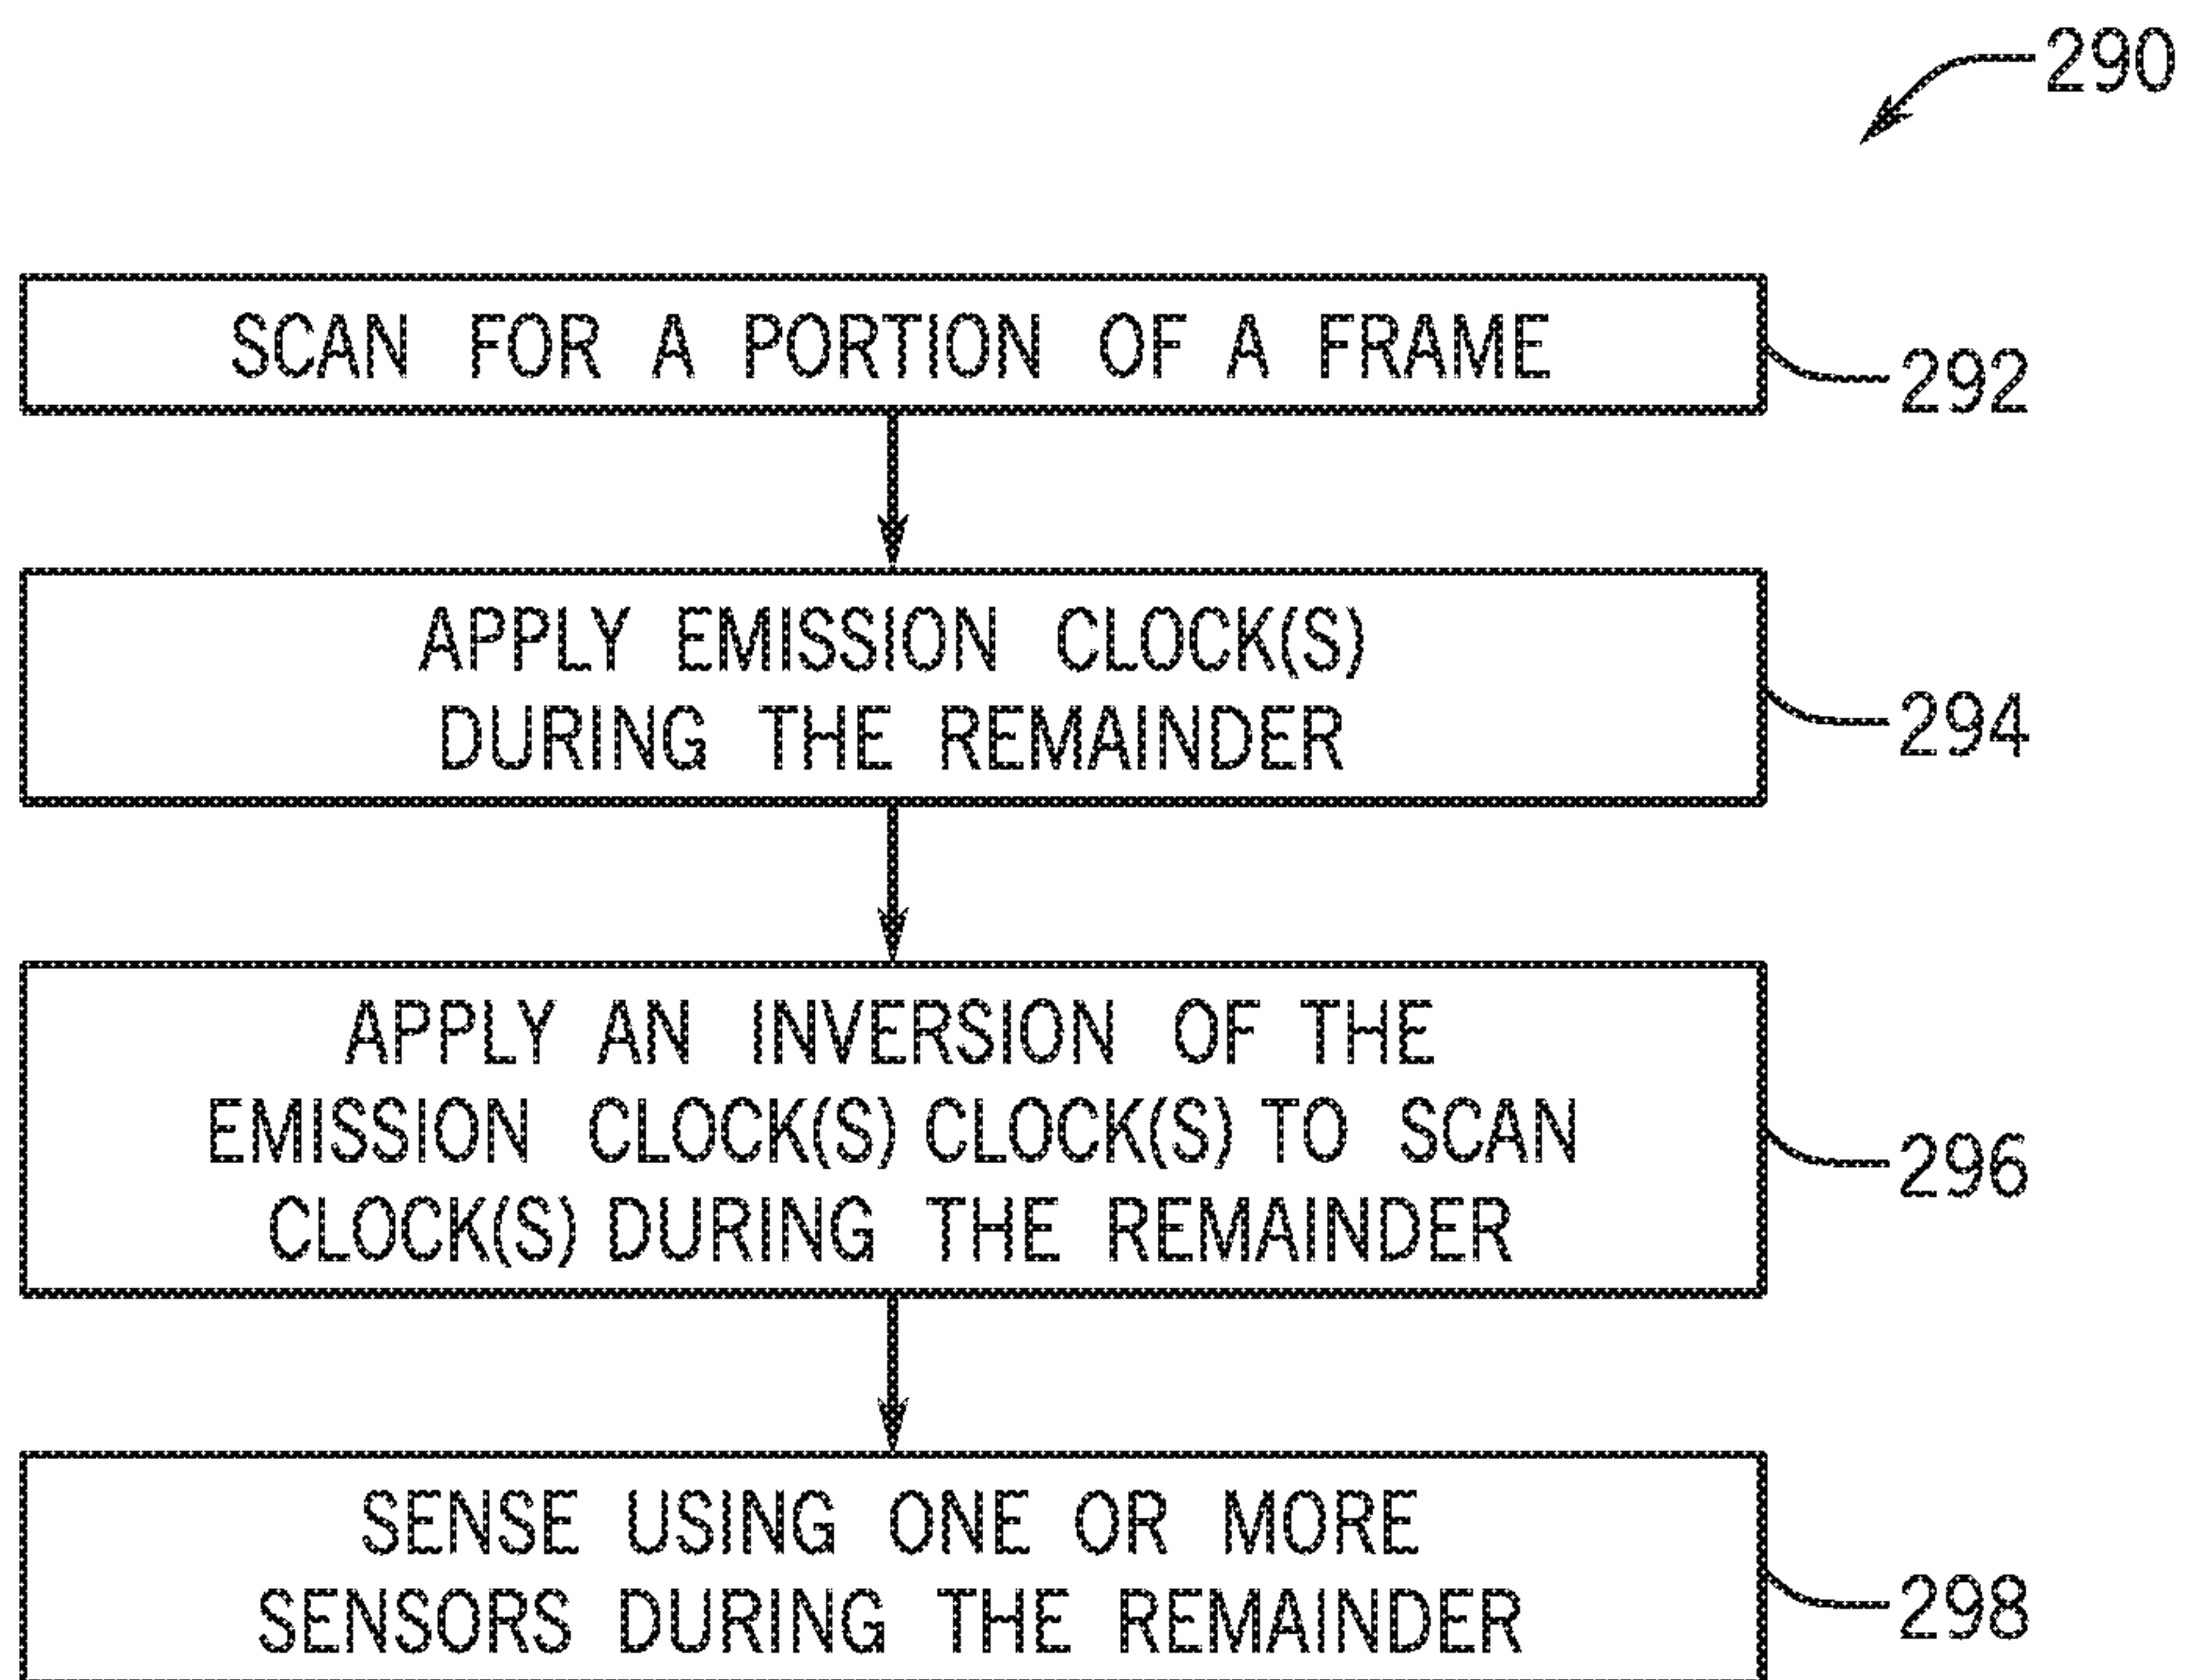 290
SCAN FOR A PORTION OF A FRAME
292
APPLY EMISSION CLOCK(S)
DURING THE REMAINDER
294
APPLY AN INVERSION OF THE
EMISSION CLOCK(S) CLOCK(S) TO SCAN
CLOCK(S) DURING THE REMAINDER
296
SENSE USING ONE OR MORE
SENSORS DURING THE REMAINDER
298